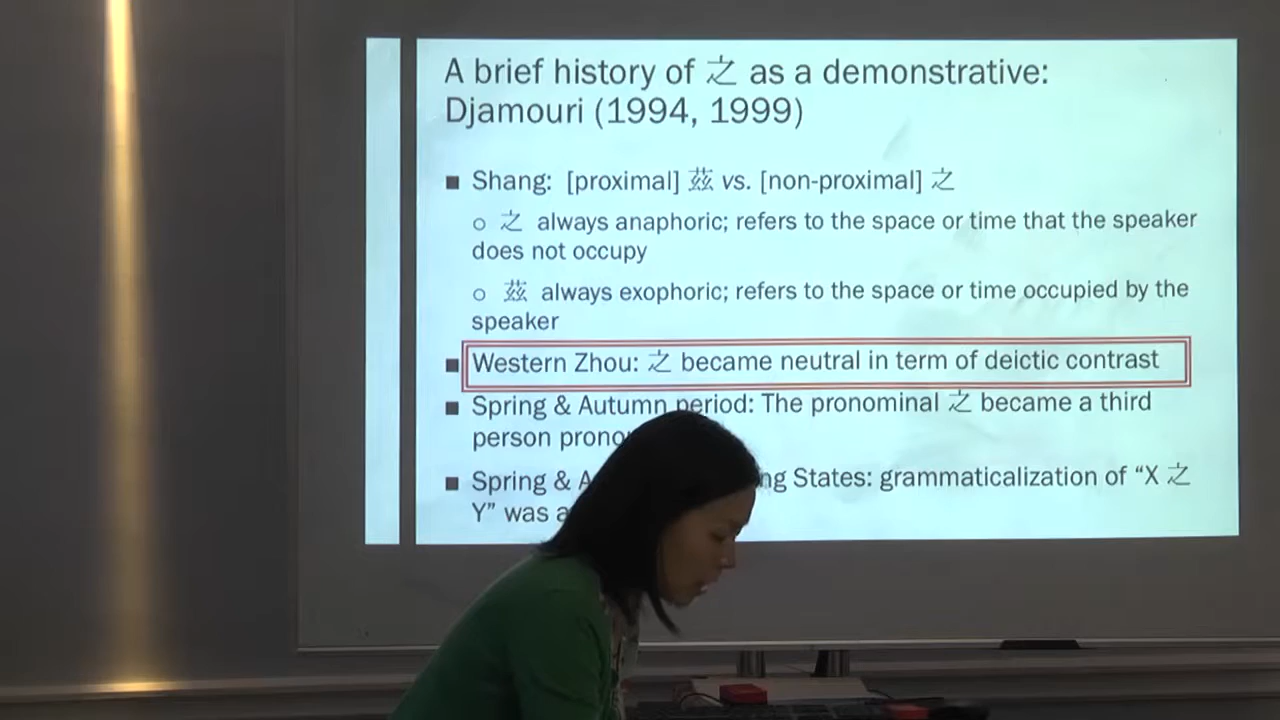 A brief history of 之 as a demonstrative:
Djamouri (1994, 1999)
■ Shang: [proximal] 茲 vs. [non-proximal] 之
○ 之 always anaphoric; refers to the space or time that the speaker
does not occupy
○ 茲 always exophoric; refers to the space or time occupied by the
speaker
■ Western Zhou: 之 became neutral in term of deictic contrast
■ Spring & Autumn period: The pronominal 之 became a third
person
■ Spring & States: grammaticalization of “X 之
Y” was